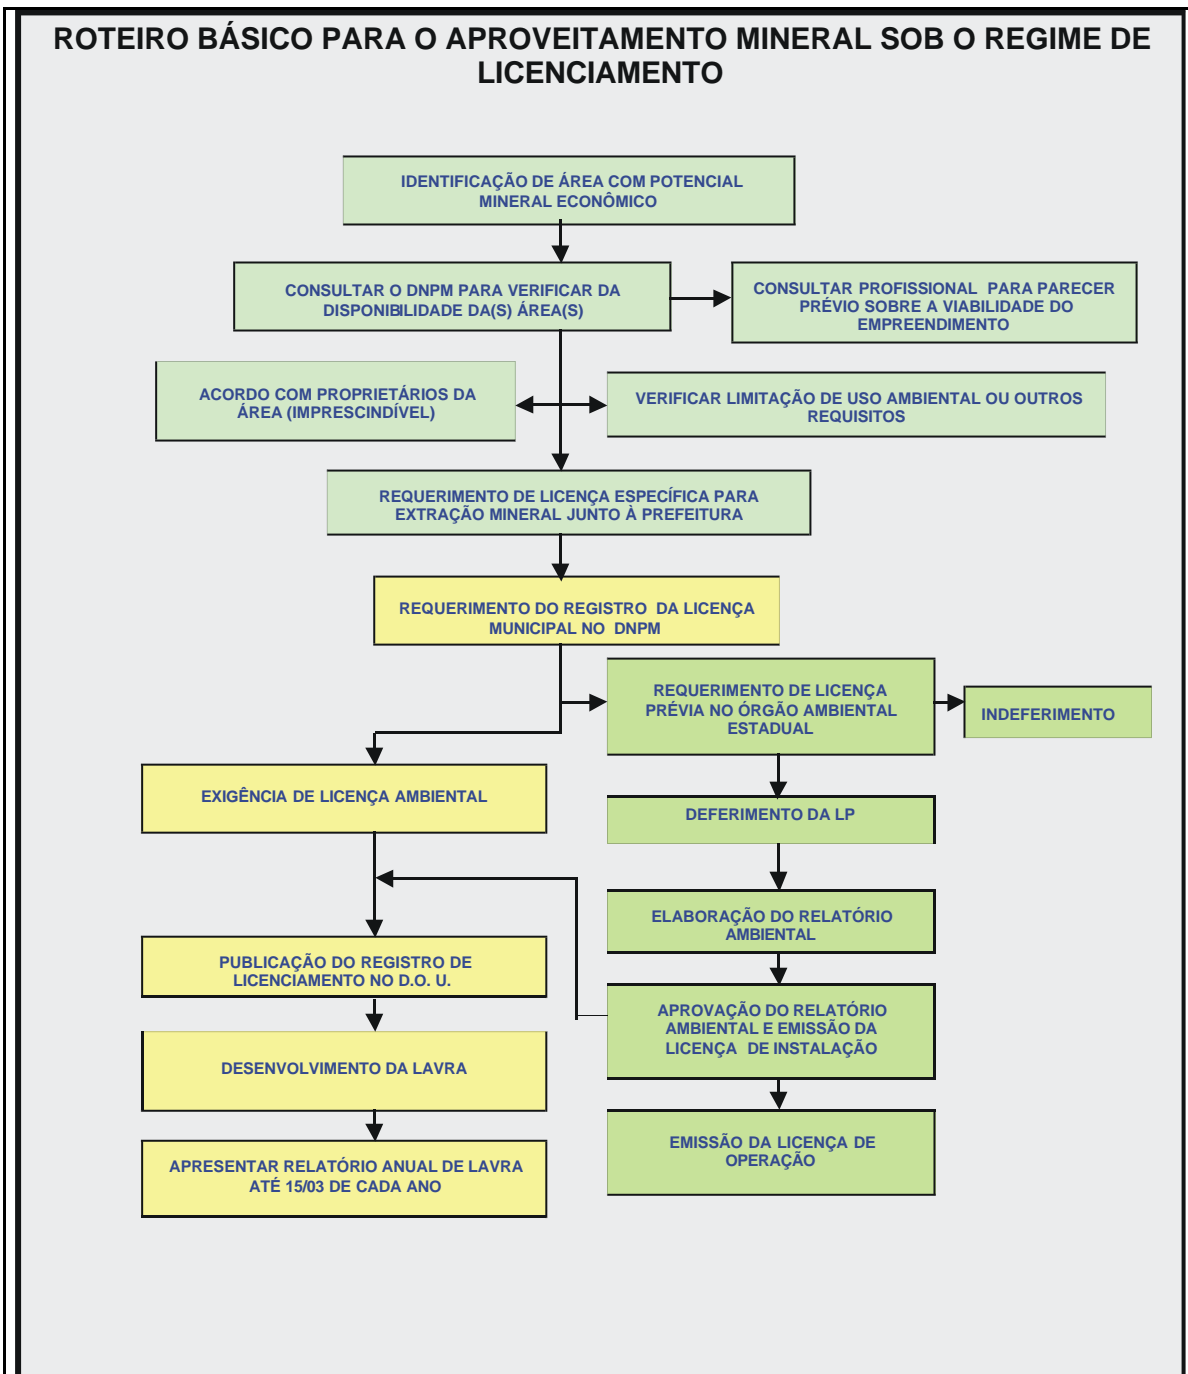 ROTEIRO BÁSICO PARA O APROVEITAMENTO MINERAL SOB O REGIME DE
LICENCIAMENTO
IDENTIFICAÇÃO DE ÁREA COM POTENCIAL
MINERAL ECONÔMICO
CONSULTAR O DNPM PARA VERIFICAR DA
DISPONIBILIDADE DA(S) ÁREA(S)
CONSULTAR PROFISSIONAL PARA PARECER
PRÉVIO SOBRE A VIABILIDADE DO
EMPREENDIMENTO
ACORDO COM PROPRIETÁRIOS DA
ÁREA (IMPRESCINDÍVEL)
VERIFICAR LIMITAÇÃO DE USO AMBIENTAL OU OUTROS
REQUISITOS
REQUERIMENTO DE LICENÇA ESPECÍFICA PARA
EXTRAÇÃO MINERAL JUNTO À PREFEITURA
REQUERIMENTO DO REGISTRO DA LICENÇA
MUNICIPAL NO DNPM
REQUERIMENTO DE LICENÇA
PRÉVIA NO ÓRGÃO AMBIENTAL
ESTADUAL
INDEFERIMENTO
EXIGÊNCIA DE LICENÇA AMBIENTAL
DEFERIMENTO DA LP
ELABORAÇÃO DO RELATÓRIO
AMBIENTAL
PUBLICAÇÃO DO REGISTRO DE
LICENCIAMENTO NO D.O. U.
APROVAÇÃO DO RELATÓRIO
AMBIENTAL E EMISSÃO DA
LICENÇA DE INSTALAÇÃO
DESENVOLVIMENTO DA LAVRA
EMISSÃO DA LICENÇA DE
OPERAÇÃO
APRESENTAR RELATÓRIO ANUAL DE LAVRA
ATÉ 15/03 DE CADA ANO